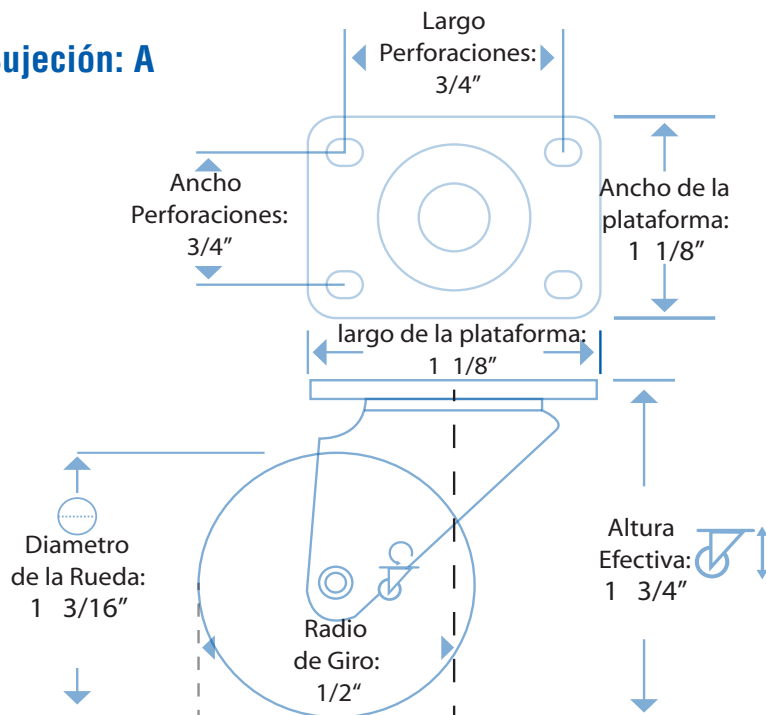 ujeción: A
Largo
Perforaciones:
3/4”
Ancho
Perforaciones:
3/4”
Ancho de la
plataforma:
1 1/8”
largo de la plataforma:
1 1/8”
Diametro
de la Rueda:
1 3/16”
Altura
Efectiva:
1 3/4”
Radio
de Giro:
1/2“